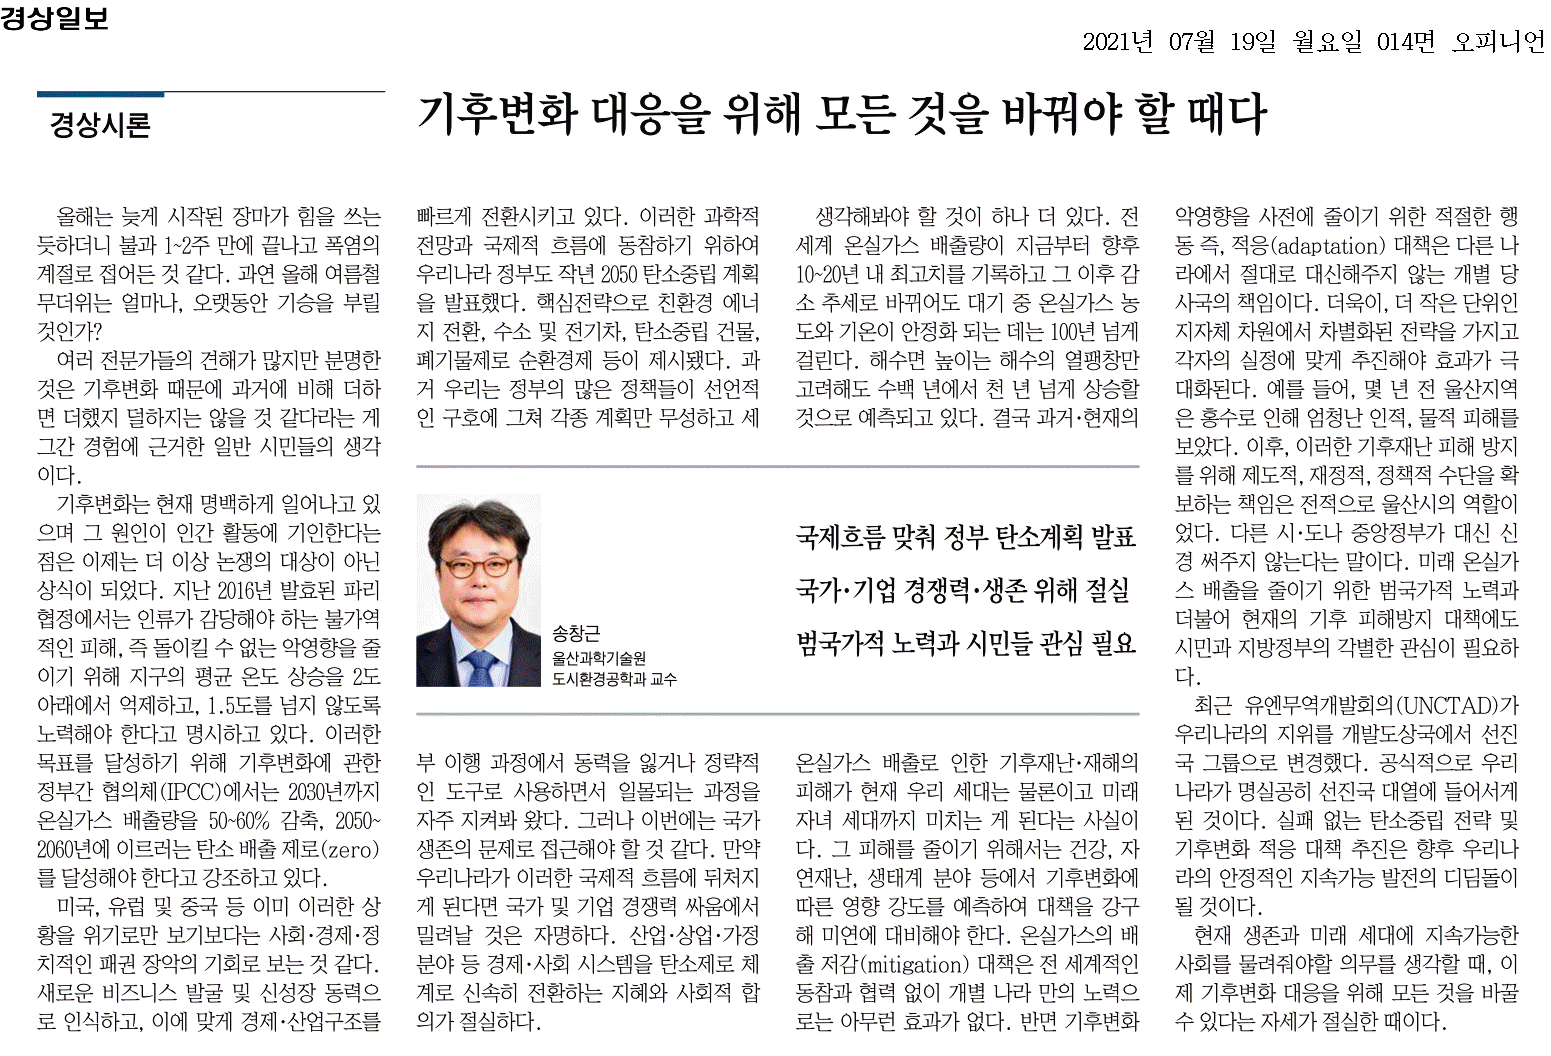 경상일보
2021년 07월 19일 월요일 014면 오피니언
경상시론
기후변화 대응을 위해 모든 것을 바꿔야 할 때다
올해는 늦게 시작된 장마가 힘을 쓰는
듯하더니 불과 1~2주 만에 끝나고 폭염의
계절로 접어든 것 같다. 과연 올해 여름철
무더위는 얼마나, 오랫동안 기승을 부릴
것인가?
여러 전문가들의 견해가 많지만 분명한
것은 기후변화 때문에 과거에 비해 더하
면 더했지 덜하지는 않을 것 같다라는 게
그간 경험에 근거한 일반 시민들의 생각
이다.
기후변화는 현재 명백하게 일어나고 있
으며 그 원인이 인간 활동에 기인한다는
점은 이제는 더 이상 논쟁의 대상이 아닌
상식이 되었다. 지난 2016년 발효된 파리
협정에서는 인류가 감당해야 하는 불가역
적인 피해, 즉 돌이킬 수 없는 악영향을 줄
이기 위해 지구의 평균 온도 상승을 2도
아래에서 억제하고, 1.5도를 넘지 않도록
노력해야 한다고 명시하고 있다. 이러한
목표를 달성하기 위해 기후변화에 관한
정부간 협의체(IPCC)에서는 2030년까지
온실가스 배출량을 50~60% 감축, 2050~
2060년에 이르러는 탄소 배출 제로(zero)
를 달성해야 한다고 강조하고 있다.
미국, 유럽 및 중국 등 이미 이러한 상
황을 위기로만 보기보다는 사회·경제·정
치적인 패권 장악의 기회로 보는 것 같다.
새로운 비즈니스 발굴 및 신성장 동력으
로 인식하고, 이에 맞게 경제·산업구조를
빠르게 전환시키고 있다. 이러한 과학적
전망과 국제적 흐름에 동참하기 위하여
우리나라 정부도 작년 2050 탄소중립 계획
을 발표했다. 핵심전략으로 친환경 에너
지 전환, 수소 및 전기차, 탄소중립 건물,
폐기물제로 순환경제 등이 제시됐다. 과
거 우리는 정부의 많은 정책들이 선언적
인 구호에 그쳐 각종 계획만 무성하고 세
부 이행 과정에서 동력을 잃거나 정략적
인 도구로 사용하면서 일몰되는 과정을
자주 지켜봐 왔다. 그러나 이번에는 국가
생존의 문제로 접근해야 할 것 같다. 만약
우리나라가 이러한 국제적 흐름에 뒤처지
게 된다면 국가 및 기업 경쟁력 싸움에서
밀려날 것은 자명하다. 산업·상업·가정
분야 등 경제·사회 시스템을 탄소제로 체
계로 신속히 전환하는 지혜와 사회적 합
의가 절실하다.
송창근
울산과학기술원
도시환경공학과 교수
국제흐름 맞춰 정부 탄소계획 발표
국가·기업 경쟁력·생존 위해 절실
범국가적 노력과 시민들 관심 필요
생각해봐야 할 것이 하나 더 있다. 전
세계 온실가스 배출량이 지금부터 향후
10~20년 내 최고치를 기록하고 그 이후 감
소 추세로 바뀌어도 대기 중 온실가스 농
도와 기온이 안정화 되는 데는 100년 넘게
걸린다. 해수면 높이는 해수의 열팽창만
고려해도 수백 년에서 천 년 넘게 상승할
것으로 예측되고 있다. 결국 과거·현재의
온실가스 배출로 인한 기후재난·재해의
피해가 현재 우리 세대는 물론이고 미래
자녀 세대까지 미치는 게 된다는 사실이
다. 그 피해를 줄이기 위해서는 건강, 자
연재난, 생태계 분야 등에서 기후변화에
따른 영향 강도를 예측하여 대책을 강구
해 미연에 대비해야 한다. 온실가스의 배
출 저감(mitigation) 대책은 전 세계적인
동참과 협력 없이 개별 나라 만의 노력으
로는 아무런 효과가 없다. 반면 기후변화
악영향을 사전에 줄이기 위한 적절한 행
동 즉, 적응(adaptation) 대책은 다른 나
라에서 절대로 대신해주지 않는 개별 당
사국의 책임이다. 더욱이, 더 작은 단위인
지자체 차원에서 차별화된 전략을 가지고
각자의 실정에 맞게 추진해야 효과가 극
대화된다. 예를 들어, 몇 년 전 울산지역
은 홍수로 인해 엄청난 인적, 물적 피해를
보았다. 이후, 이러한 기후재난 피해 방지
를 위해 제도적, 재정적, 정책적 수단을 확
보하는 책임은 전적으로 울산시의 역할이
었다. 다른 시·도나 중앙정부가 대신 신
경 써주지 않는다는 말이다. 미래 온실가
스 배출을 줄이기 위한 범국가적 노력과
더불어 현재의 기후 피해방지 대책에도
시민과 지방정부의 각별한 관심이 필요하
다.
최근 유엔무역개발회의(UNCTAD)가
우리나라의 지위를 개발도상국에서 선진
국 그룹으로 변경했다. 공식적으로 우리
나라가 명실공히 선진국 대열에 들어서게
된 것이다. 실패 없는 탄소중립 전략 및
기후변화 적응 대책 추진은 향후 우리나
라의 안정적인 지속가능 발전의 디딤돌이
될 것이다.
현재 생존과 미래 세대에 지속가능한
사회를 물려줘야할 의무를 생각할 때, 이
제 기후변화 대응을 위해 모든 것을 바꿀
수 있다는 자세가 절실한 때이다.